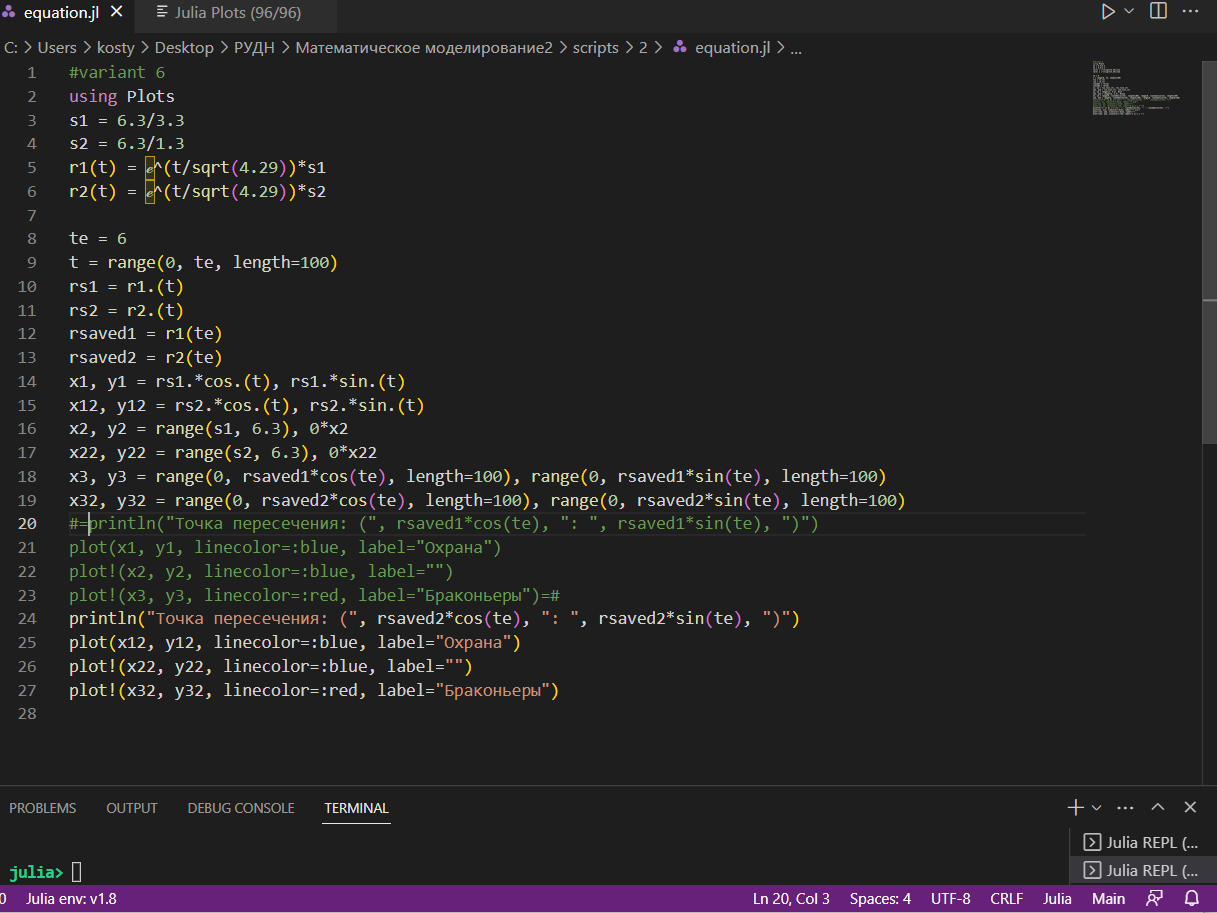 equation.jl
Julia Plots (96/96)
C: > Users > kosty > Desktop > РУДН > Математическое моделирование2 > scripts > 2 > equation.jl > ...
1 #variant 6
2 using Plots
3 s1 = 6.3/3.3
4 s2 = 6.3/1.3
5 r1(t) = ℯ^(t/sqrt(4.29))*s1
6 r2(t) = ℯ^(t/sqrt(4.29))*s2
7
8 te = 6
9 t = range(0, te, length=100)
10 rs1 = r1.(t)
11 rs2 = r2.(t)
12 rsaved1 = r1(te)
13 rsaved2 = r2(te)
14 x1, y1 = rs1.*cos.(t), rs1.*sin.(t)
15 x12, y12 = rs2.*cos.(t), rs2.*sin.(t)
16 x2, y2 = range(s1, 6.3), 0*x2
17 x22, y22 = range(s2, 6.3), 0*x22
18 x3, y3 = range(0, rsaved1*cos(te), length=100), range(0, rsaved1*sin(te), length=100)
19 x32, y32 = range(0, rsaved2*cos(te), length=100), range(0, rsaved2*sin(te), length=100)
20 #=println("Точка пересечения: (", rsaved1*cos(te), ": ", rsaved1*sin(te), ")")
21 plot(x1, y1, linecolor=:blue, label="Охрана")
22 plot!(x2, y2, linecolor=:blue, label="")
23 plot!(x3, y3, linecolor=:red, label="Браконьеры")=#
24 println("Точка пересечения: (", rsaved2*cos(te), ": ", rsaved2*sin(te), ")")
25 plot(x12, y12, linecolor=:blue, label="Охрана")
26 plot!(x22, y22, linecolor=:blue, label="")
27 plot!(x32, y32, linecolor=:red, label="Браконьеры")
28
PROBLEMS OUTPUT DEBUG CONSOLE TERMINAL
Julia REPL (...
julia>
Julia REPL (...
0 Julia env: v1.8 Ln 20, Col 3 Spaces: 4 UTF-8 CRLF Julia Main